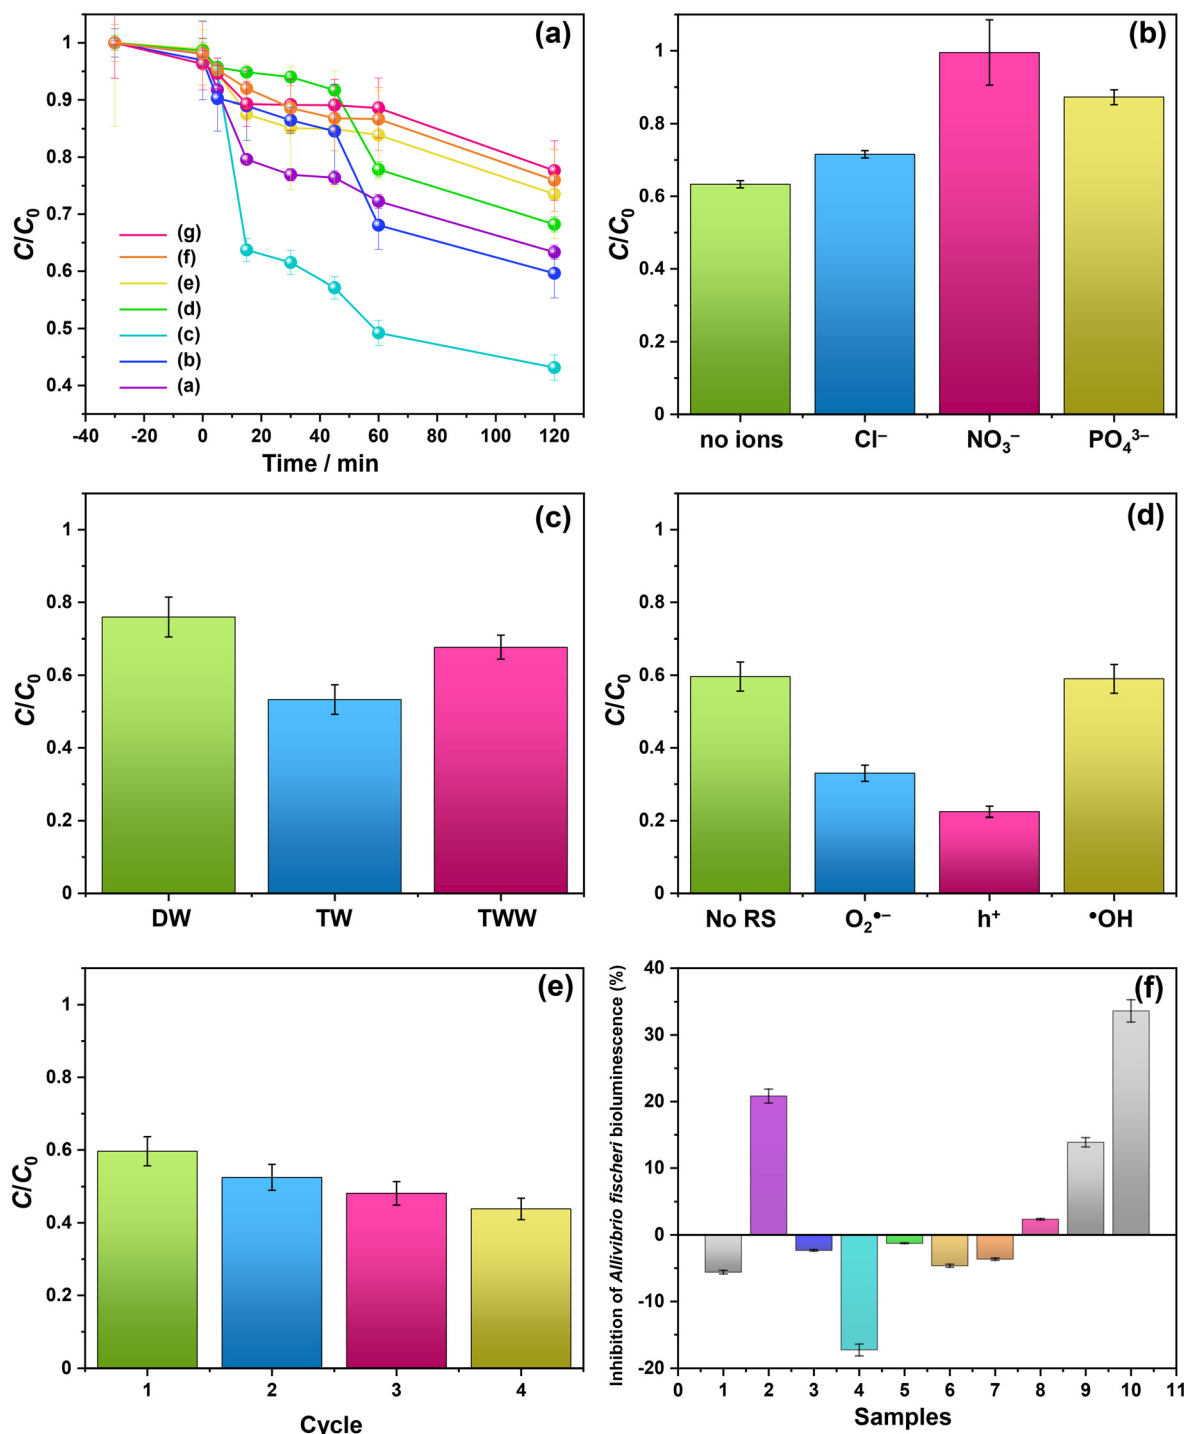 (a)
C/C₀
1
0.9
0.8
0.7
0.6
0.5
0.4
(g)
(f)
(e)
(d)
(c)
(b)
(a)
-40 -20 0 20 40 60 80 100 120
Time / min
(b)
C/C₀
1
0.8
0.6
0.4
0.2
0
no ions Cl⁻ NO₃⁻ PO₄³⁻
(c)
C/C₀
1
0.8
0.6
0.4
0.2
0
DW TW TWW
(d)
C/C₀
1
0.8
0.6
0.4
0.2
0
No RS O₂•⁻ h⁺ •OH
(e)
C/C₀
1
0.8
0.6
0.4
0.2
0
1 2 3 4
Cycle
(f)
Inhibition of Allivibrio fischeri bioluminescence (%)
40
30
20
10
0
-10
-20
0 1 2 3 4 5 6 7 8 9 10 11
Samples